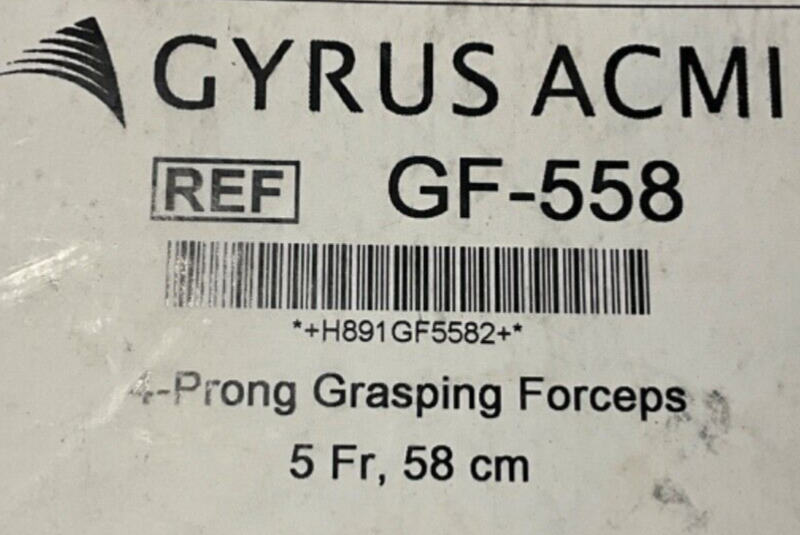 GYRUS ACMI
REF GF-558
*+H891GF5582+*
4-Prong Grasping Forceps
5 Fr, 58 cm